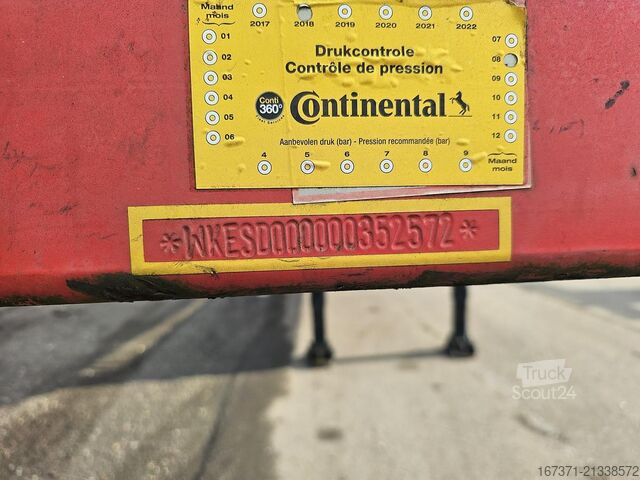 Maand
mois
2017 2018 2019 2020 2021 2022
01 07
Drukcontrole
02 08
Contrôle de pression
03 09
04 10
Conti
360°
Continental
05 11
06 12
Aanbevolen druk (bar) - Pression recommandée (bar)
4 5 6 7 8 9
Maand
mois
*WKESD000000352572*
Truck
Scout24
167371-21338572